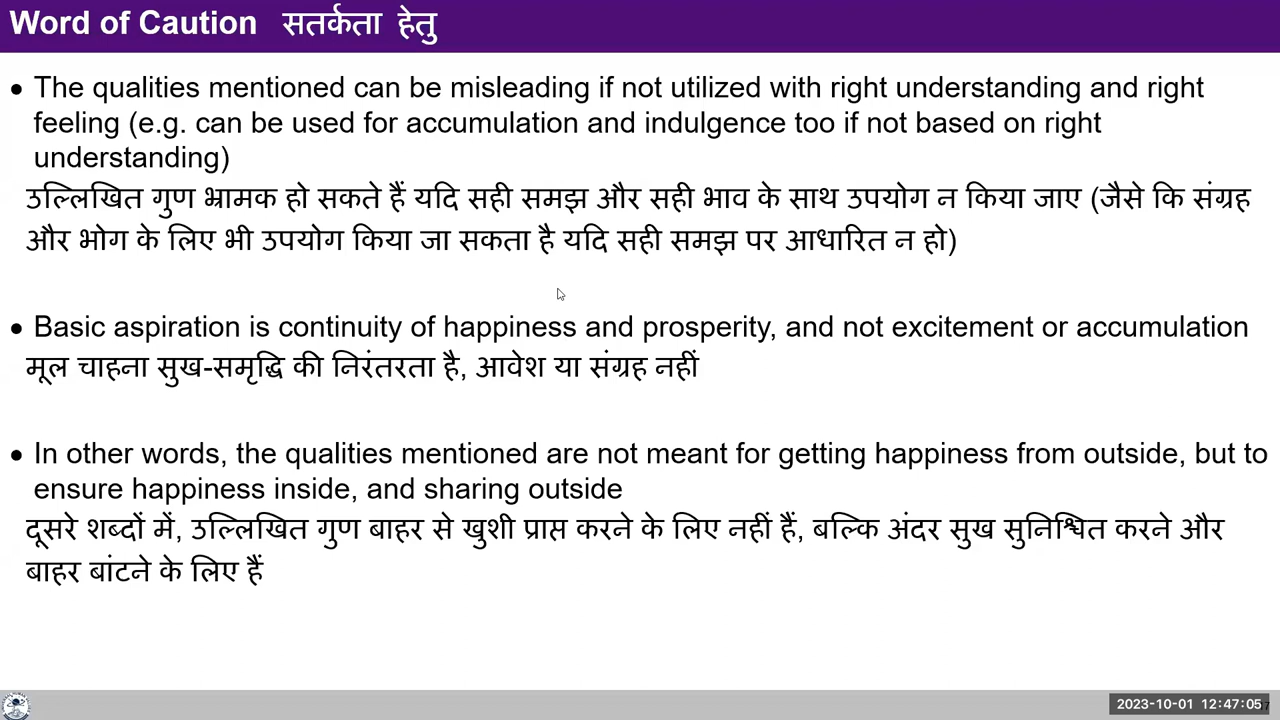 Word of Caution सतर्कता हेतु
• The qualities mentioned can be misleading if not utilized with right understanding and right
feeling (e.g. can be used for accumulation and indulgence too if not based on right
understanding)
उल्लिखित गुण भ्रामक हो सकते हैं यदि सही समझ और सही भाव के साथ उपयोग न किया जाए (जैसे कि संग्रह
और भोग के लिए भी उपयोग किया जा सकता है यदि सही समझ पर आधारित न हो)
• Basic aspiration is continuity of happiness and prosperity, and not excitement or accumulation
मूल चाहना सुख-समृद्धि की निरंतरता है, आवेश या संग्रह नहीं
• In other words, the qualities mentioned are not meant for getting happiness from outside, but to
ensure happiness inside, and sharing outside
दूसरे शब्दों में, उल्लिखित गुण बाहर से खुशी प्राप्त करने के लिए नहीं हैं, बल्कि अंदर सुख सुनिश्चित करने और
बाहर बांटने के लिए हैं
2023-10-01 12:47:05